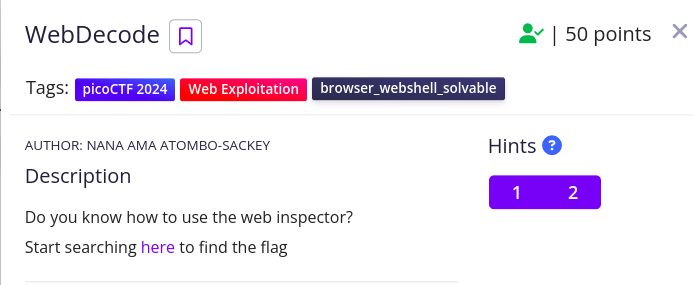 WebDecode | 50 points
Tags: picoCTF 2024 Web Exploitation browser_webshell_solvable
AUTHOR: NANA AMA ATOMBO-SACKEY
Hints ?
Description
1 2
Do you know how to use the web inspector?
Start searching here to find the flag